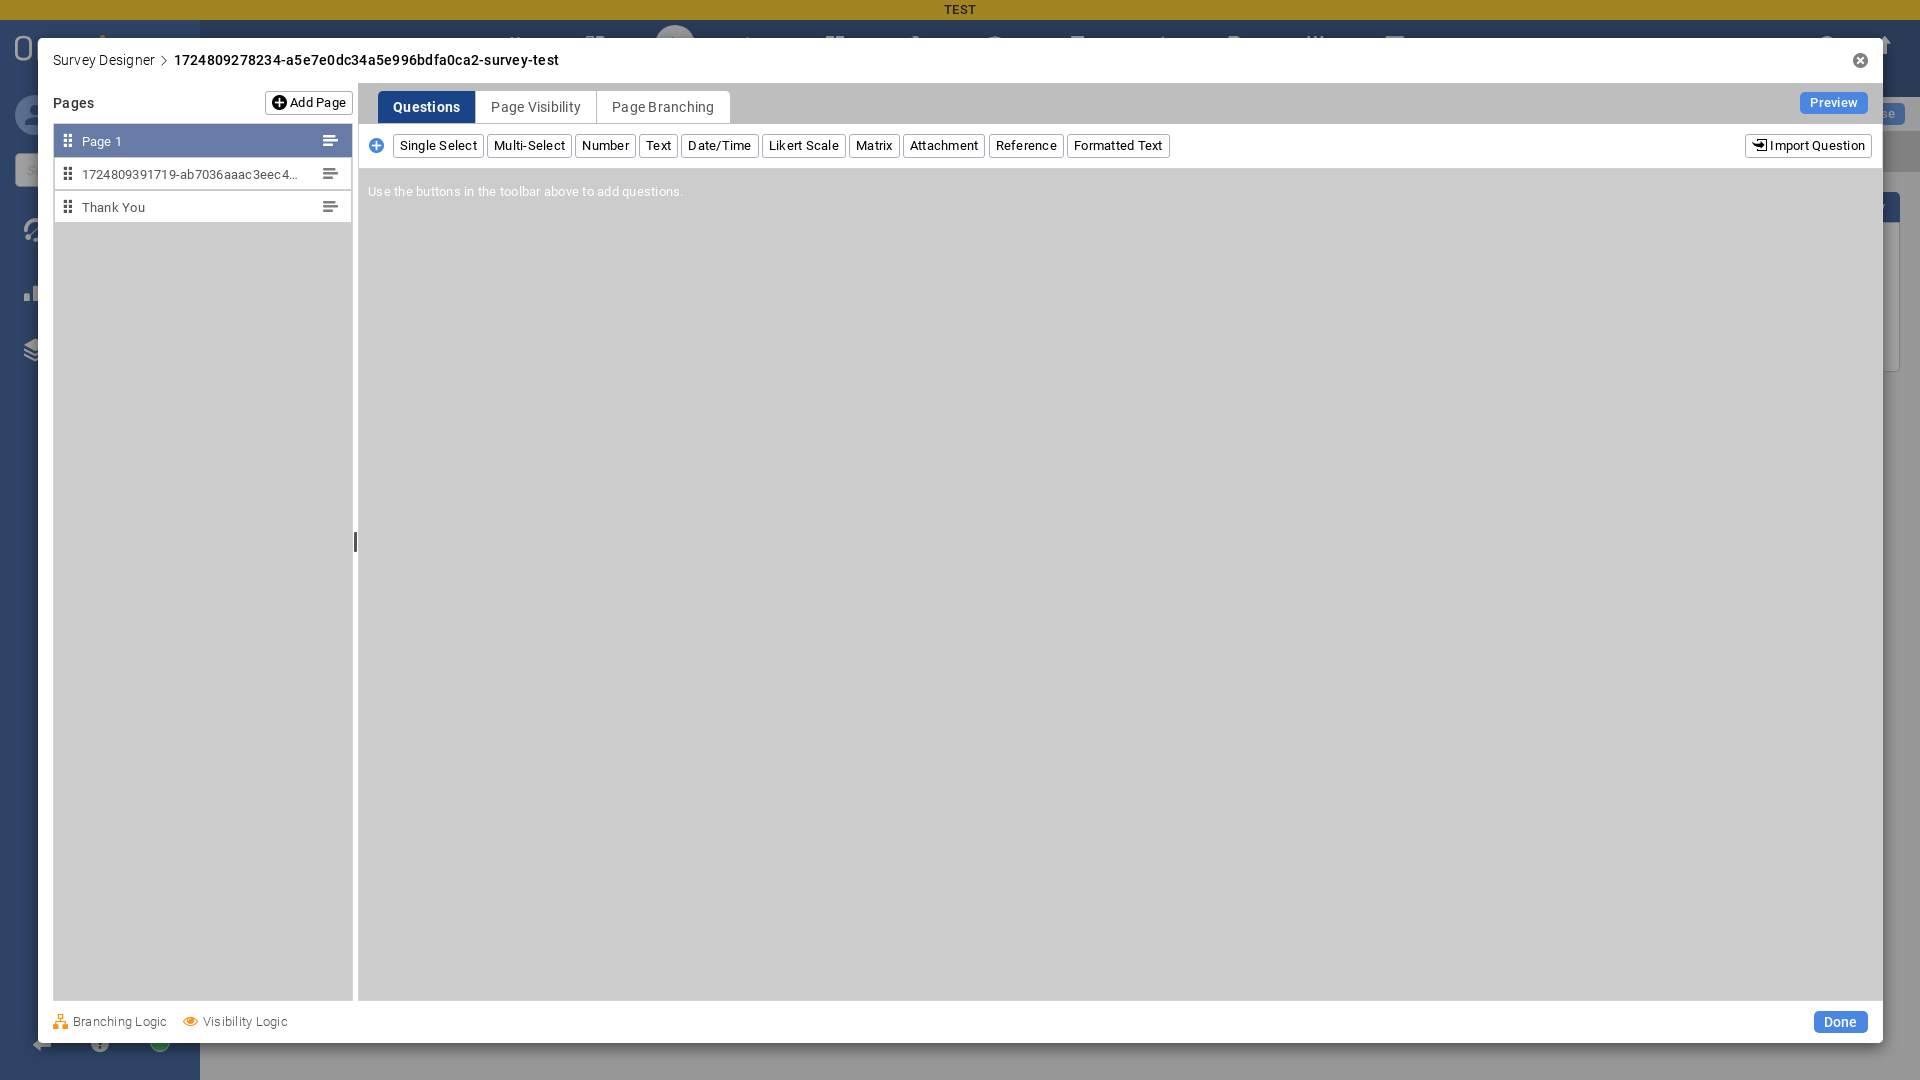 TEST
Survey Designer
1724809278234-a5e7e0dc34a5e996bdfa0ca2-survey-test
Pages
Add Page
Questions
Page Visibility
Page Branching
Preview
Page 1
1724809391719-ab7036aaac3eec4...
Thank You
Single Select
Multi-Select
Number
Text
Date/Time
Likert Scale
Matrix
Attachment
Reference
Formatted Text
Import Question
Use the buttons in the toolbar above to add questions.
Branching Logic
Visibility Logic
Done